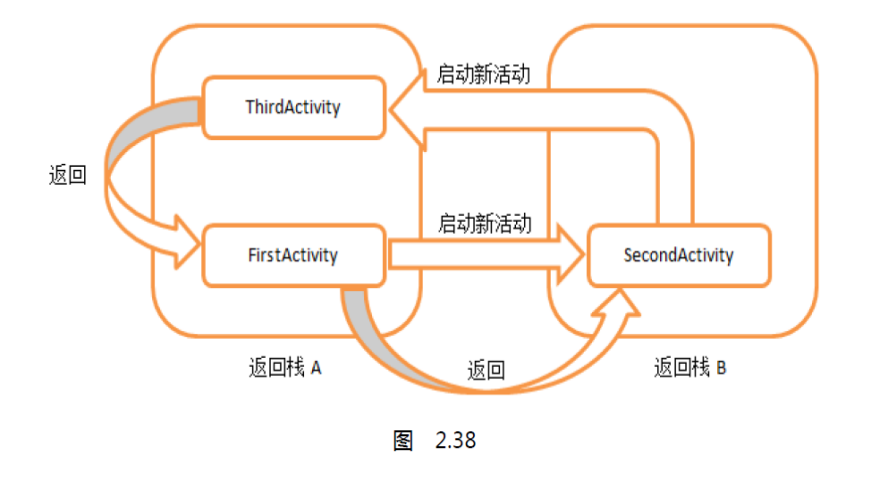 启动新活动
ThirdActivity
返回
启动新活动
FirstActivity
SecondActivity
返回栈 A
返回
返回栈 B
图 2.38